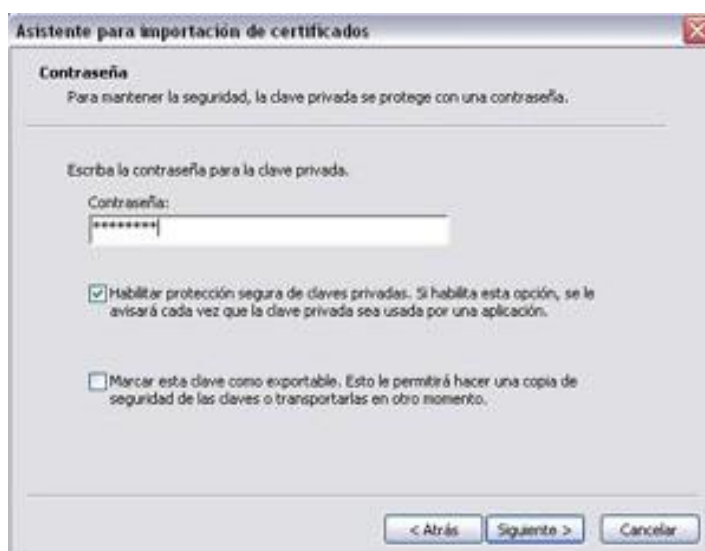 Asistente para importación de certificados
Contraseña
Para mantener la seguridad, la clave privada se protege con una contraseña.
Escriba la contraseña para la clave privada.
Contraseña:
********
Habilitar protección segura de claves privadas. Si habilita esta opción, se le
avisará cada vez que la clave privada sea usada por una aplicación.
Marcar esta clave como exportable. Esto le permitirá hacer una copia de
seguridad de las claves o transportarlas en otro momento.
< Atrás
Siguiente >
Cancelar